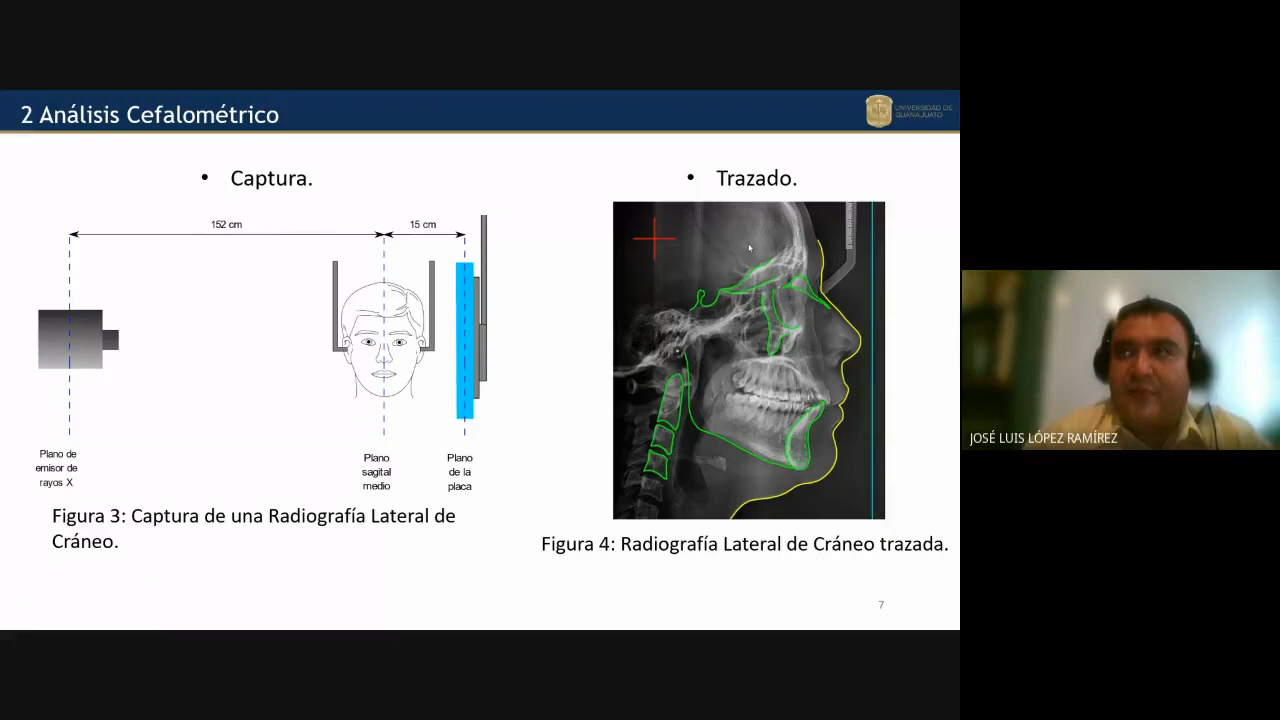 2 Análisis Cefalométrico
UNIVERSIDAD DE
GUANAJUATO
• Captura.
152 cm
15 cm
Plano de
emisor de
rayos X
Plano
sagital
medio
Plano
de la
placa
Figura 3: Captura de una Radiografía Lateral de
Cráneo.
• Trazado.
Figura 4: Radiografía Lateral de Cráneo trazada.
7
JOSÉ LUIS LÓPEZ RAMÍREZ